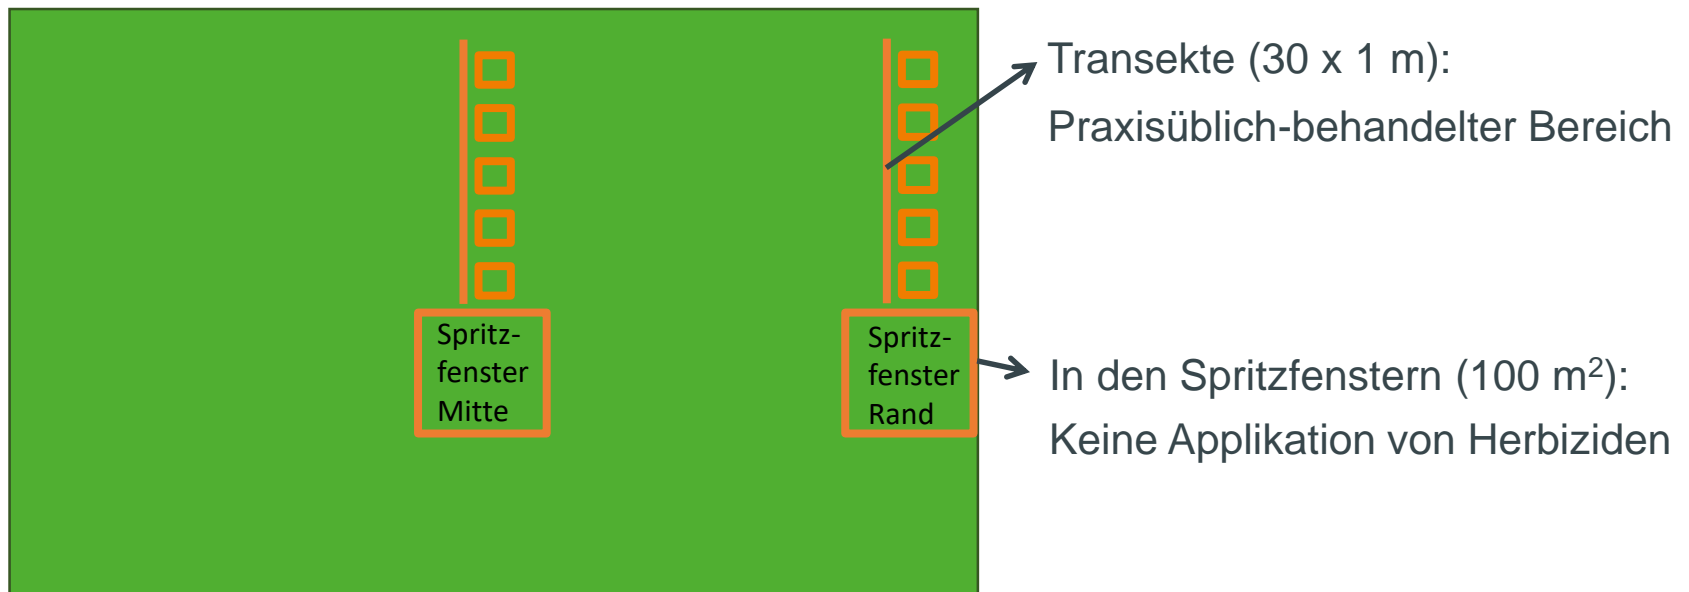 Transekte (30 x 1 m):
Praxisüblich-behandelter Bereich
Spritz-
fenster
Mitte
Spritz-
fenster
Rand
In den Spritzfenstern (100 m²):
Keine Applikation von Herbiziden